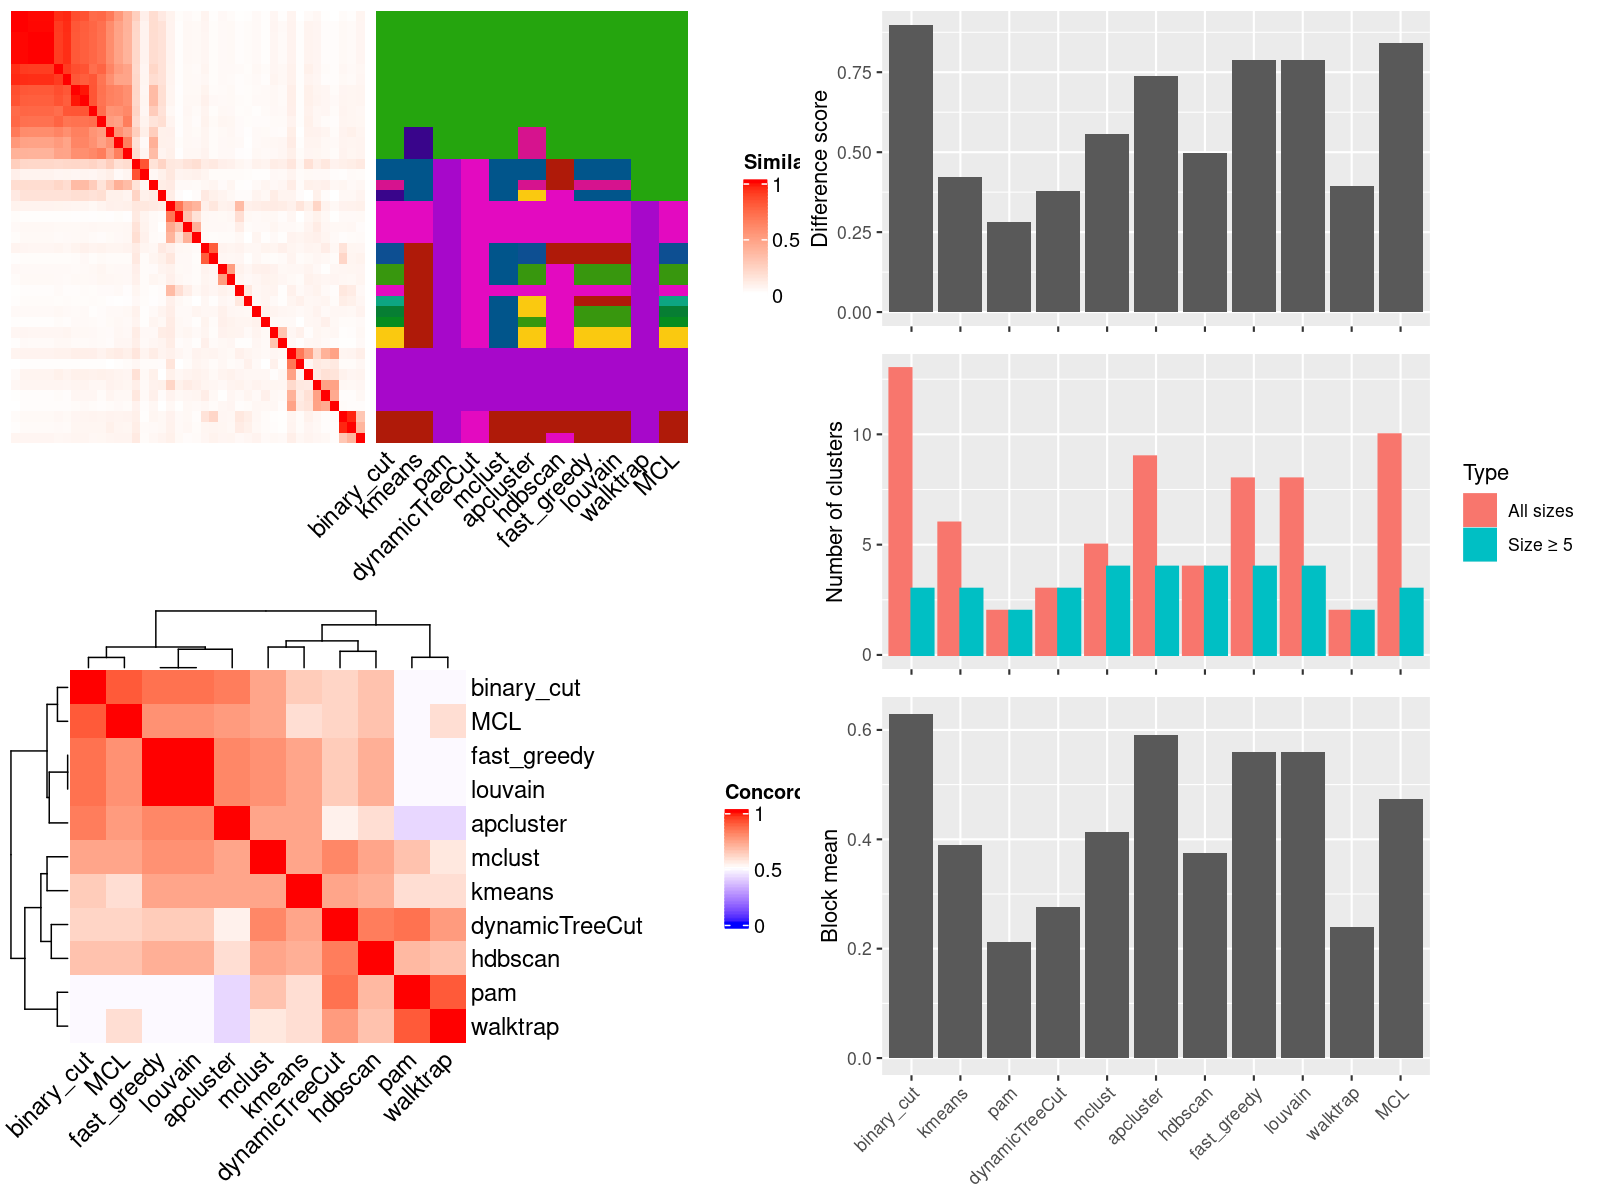 Simila
1
0.5
0
binary_cut
kmeans
pam
dynamicTreeCut
mclust
apcluster
hdbscan
fast_greedy
louvain
walktrap
MCL
Concord
1
0.5
0
binary_cut
MCL
fast_greedy
louvain
apcluster
mclust
kmeans
dynamicTreeCut
hdbscan
pam
walktrap
binary_cut
MCL
fast_greedy
louvain
apcluster
mclust
kmeans
dynamicTreeCut
hdbscan
pam
walktrap
Difference score
0.75
0.50
0.25
0.00
Number of clusters
10
5
0
Type
All sizes
Size ≥ 5
Block mean
0.6
0.4
0.2
0.0
binary_cut
kmeans
pam
dynamicTreeCut
mclust
apcluster
hdbscan
fast_greedy
louvain
walktrap
MCL